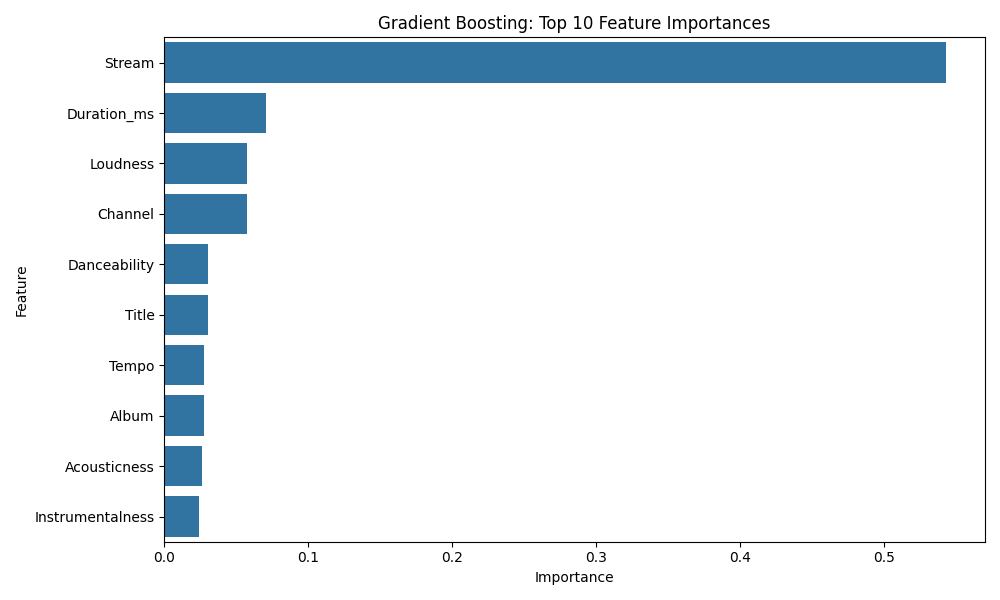 Gradient Boosting: Top 10 Feature Importances
Stream
Duration_ms
Loudness
Channel
Danceability
Title
Tempo
Album
Acousticness
Instrumentalness
Feature
0.0 0.1 0.2 0.3 0.4 0.5
Importance